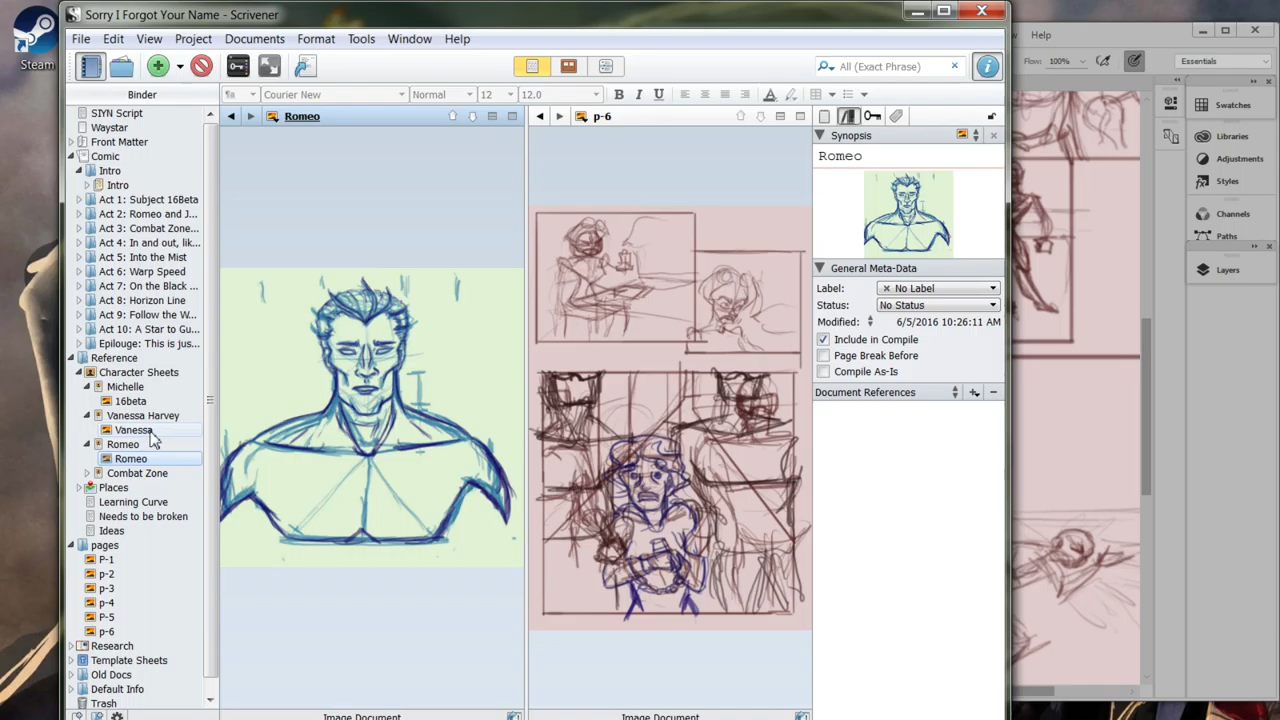 Steam
Sorry I Forgot Your Name - Scrivener
File Edit View Project Documents Format Tools Window Help
All (Exact Phrase)
Courier New Normal 12 12.0 B I U A
Binder
SIYN Script
Waystar
Front Matter
Comic
Intro
Intro
Act 1: Subject 16Beta
Act 2: Romeo and J...
Act 3: Combat Zone...
Act 4: In and out, lik...
Act 5: Into the Mist
Act 6: Warp Speed
Act 7: On the Black ...
Act 8: Horizon Line
Act 9: Follow the W...
Act 10: A Star to Gu...
Epilouge: This is jus...
Reference
Character Sheets
Michelle
16beta
Vanessa Harvey
Vanessa
Romeo
Romeo
Combat Zone
Places
Learning Curve
Needs to be broken
Ideas
pages
P-1
p-2
p-3
p-4
P-5
p-6
Research
Template Sheets
Old Docs
Default Info
Trash
Romeo
Image Document
p-6
Image Document
Synopsis
Romeo
General Meta-Data
Label: No Label
Status: No Status
Modified: 6/5/2016 10:26:11 AM
Include in Compile
Page Break Before
Compile As-Is
Document References
Help
Flow: 100%
Essentials
Swatches
Libraries
Adjustments
Styles
Channels
Paths
Layers